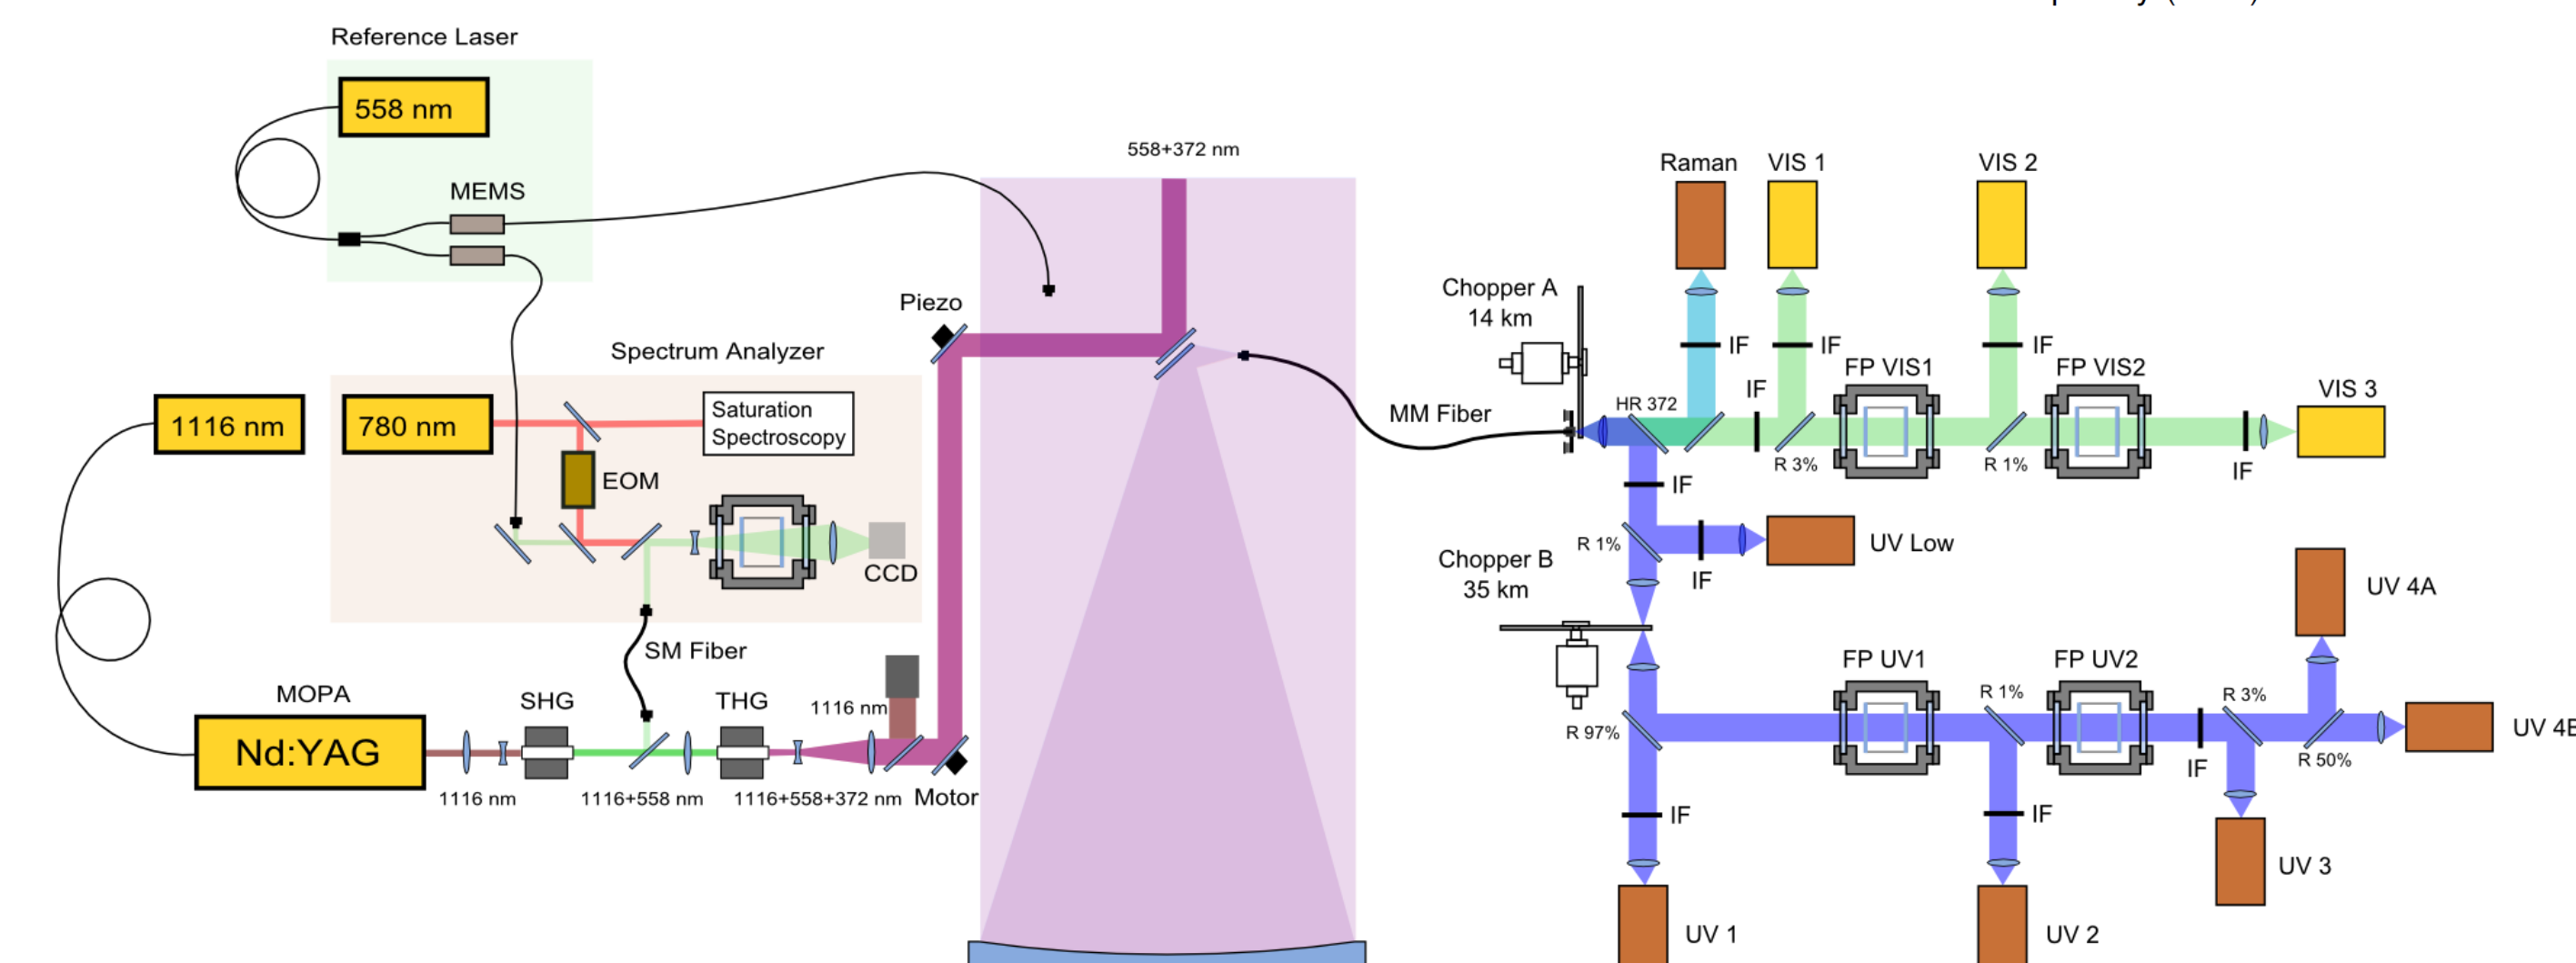 Reference Laser
558 nm
MEMS
558+372 nm
Piezo
Spectrum Analyzer
1116 nm
780 nm
Saturation
Spectroscopy
EOM
CCD
SM Fiber
MOPA
SHG
THG
1116 nm
Nd:YAG
1116 nm
1116+558 nm
1116+558+372 nm
Motor
MM Fiber
Raman
VIS 1
VIS 2
Chopper A
14 km
IF
IF
IF
FP VIS1
FP VIS2
IF
HR 372
VIS 3
R 3%
R 1%
IF
IF
R 1%
UV Low
IF
Chopper B
35 km
UV 4A
FP UV1
FP UV2
R 1%
R 3%
R 97%
UV 4B
R 50%
IF
IF
IF
UV 3
UV 1
UV 2